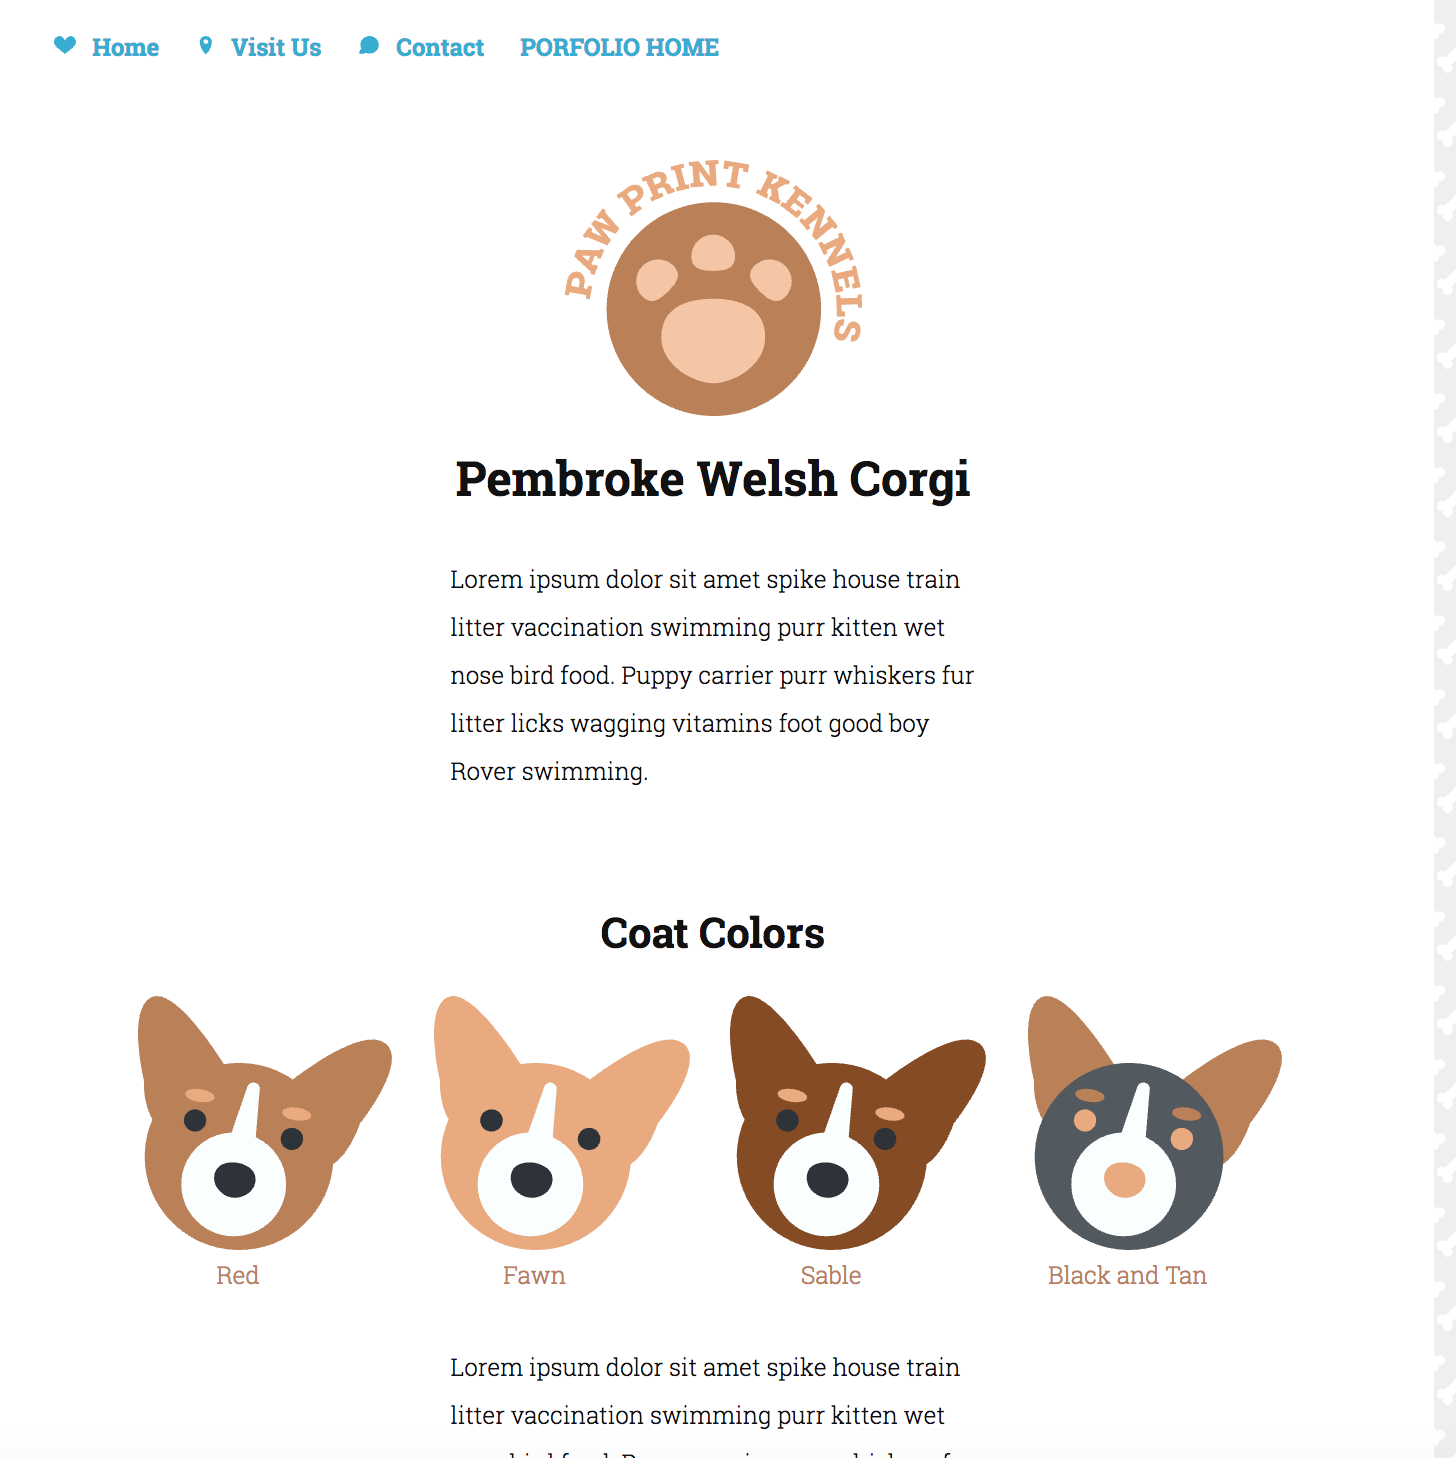 Home Visit Us Contact PORFOLIO HOME
PAW PRINT KENNELS
Pembroke Welsh Corgi
Lorem ipsum dolor sit amet spike house train
litter vaccination swimming purr kitten wet
nose bird food. Puppy carrier purr whiskers fur
litter licks wagging vitamins foot good boy
Rover swimming.
Coat Colors
Red Fawn Sable Black and Tan
Lorem ipsum dolor sit amet spike house train
litter vaccination swimming purr kitten wet